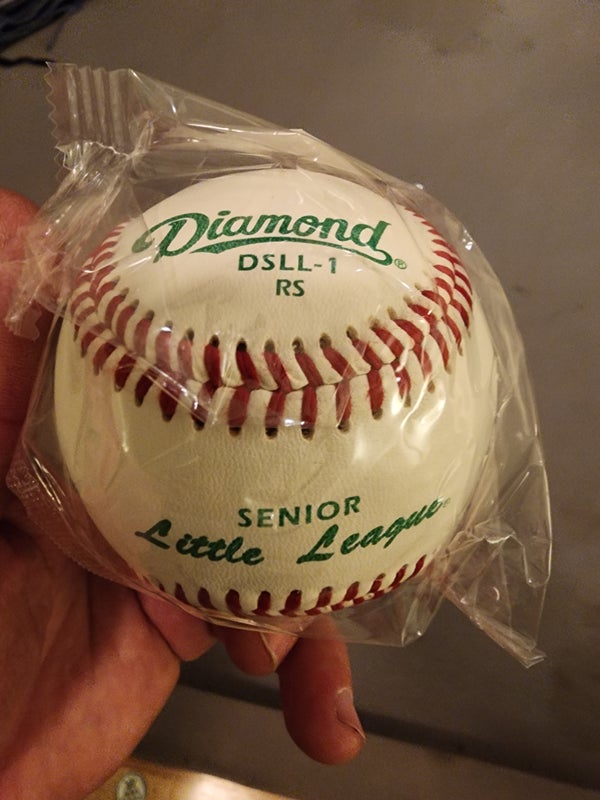 Diamond®
DSLL-1
RS
SENIOR
Little League